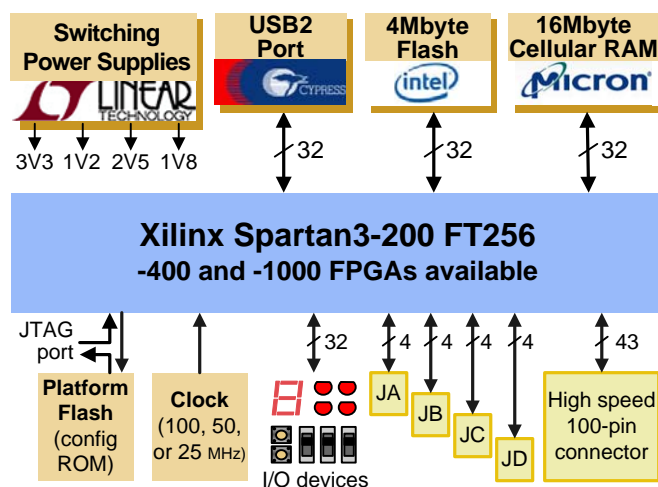 Switching
Power Supplies
LINEAR
TECHNOLOGY
3V3 1V2 2V5 1V8
USB2
Port
CYPRESS
32
4Mbyte
Flash
intel
32
16Mbyte
Cellular RAM
Micron
32
Xilinx Spartan3-200 FT256
-400 and -1000 FPGAs available
JTAG
port
Platform
Flash
(config
ROM)
Clock
(100, 50,
or 25 MHz)
32
I/O devices
4
JA
4
JB
4
JC
4
JD
43
High speed
100-pin
connector